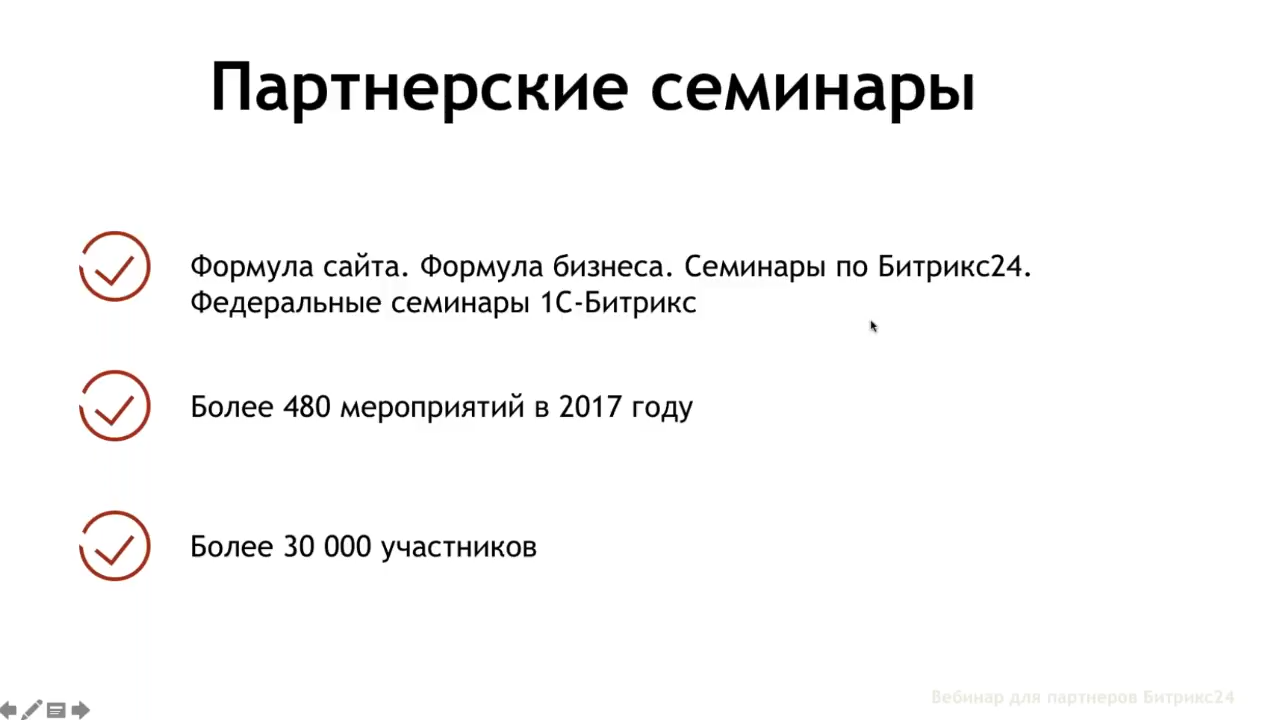 Партнерские семинары
Формула сайта. Формула бизнеса. Семинары по Битрикс24.
Федеральные семинары 1С-Битрикс
Более 480 мероприятий в 2017 году
Более 30 000 участников
Вебинар для партнеров Битрикс24